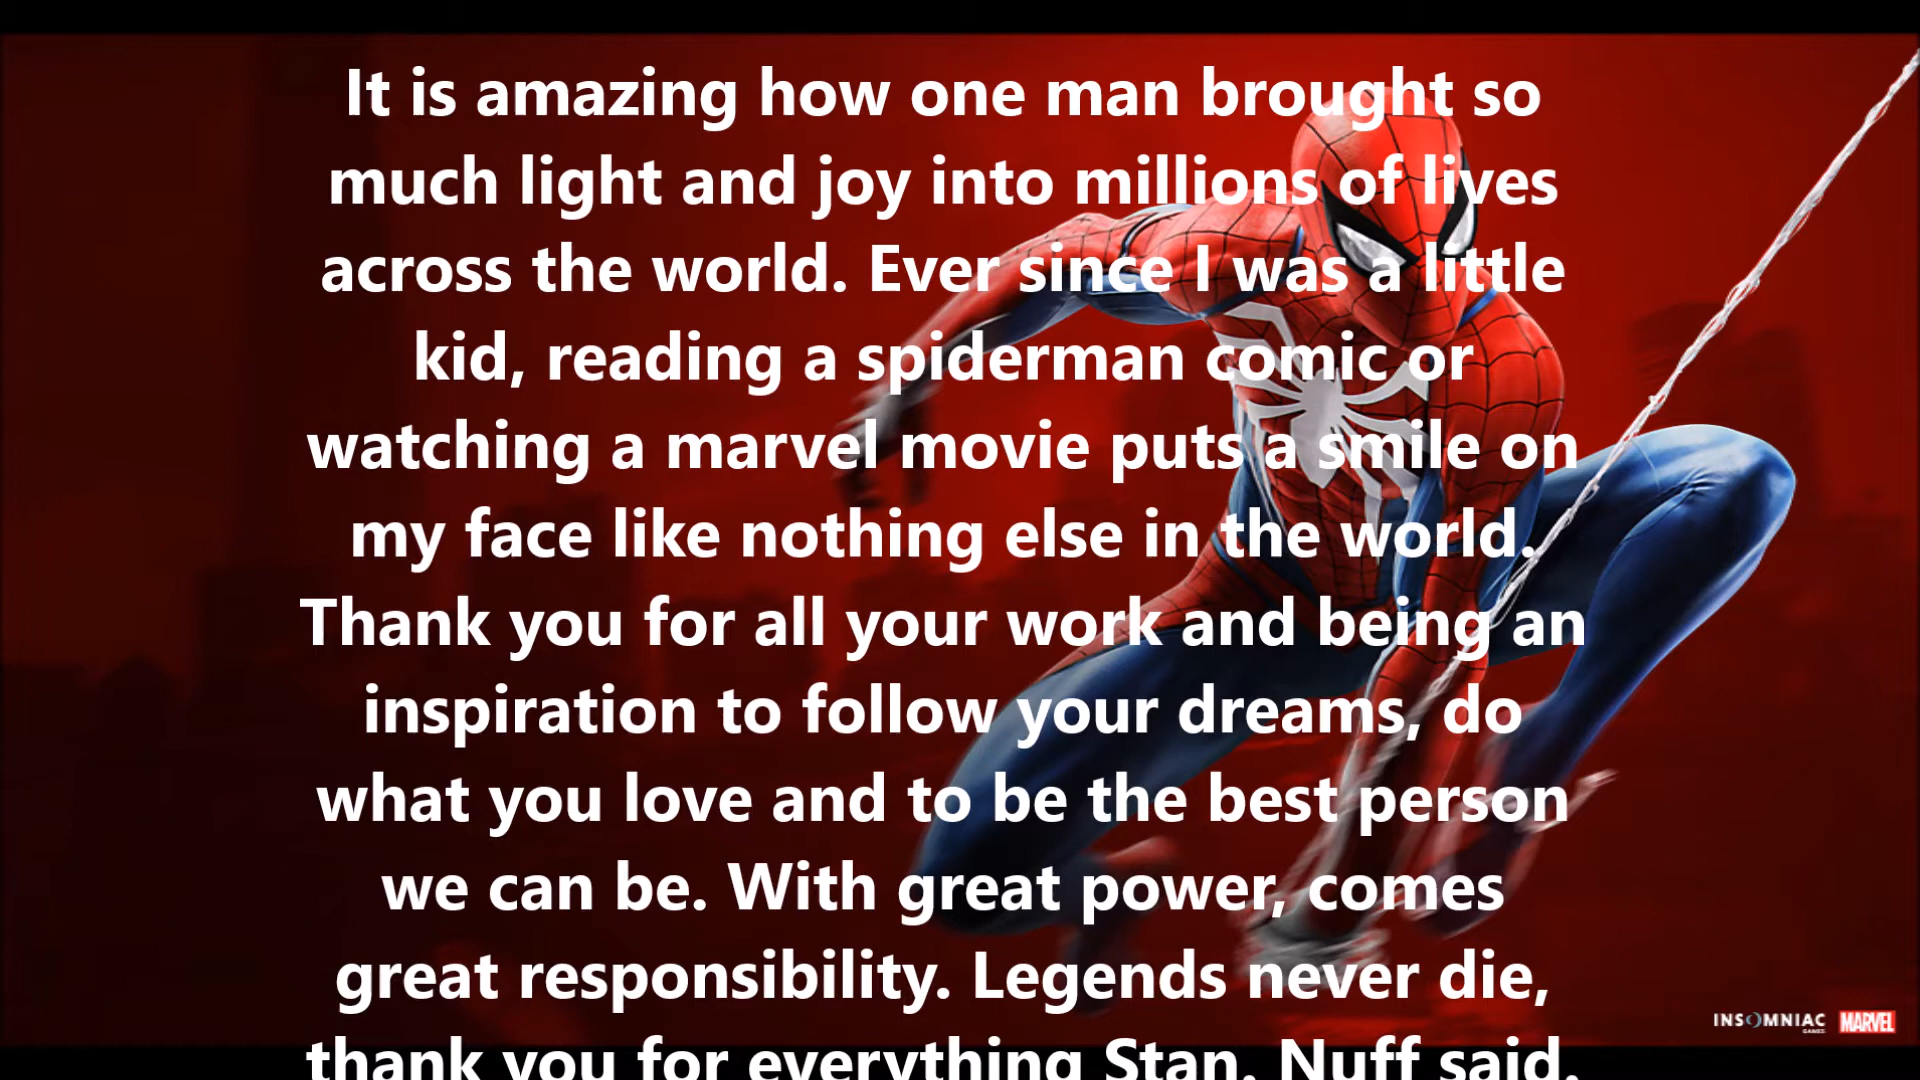 It is amazing how one man brought so
much light and joy into millions of lives
across the world. Ever since I was a little
kid, reading a spiderman comic or
watching a marvel movie puts a smile on
my face like nothing else in the world.
Thank you for all your work and being an
inspiration to follow your dreams, do
what you love and to be the best person
we can be. With great power, comes
great responsibility. Legends never die,
thank you for everything Stan. Nuff said.
INSOMNIAC
GAMES
MARVEL